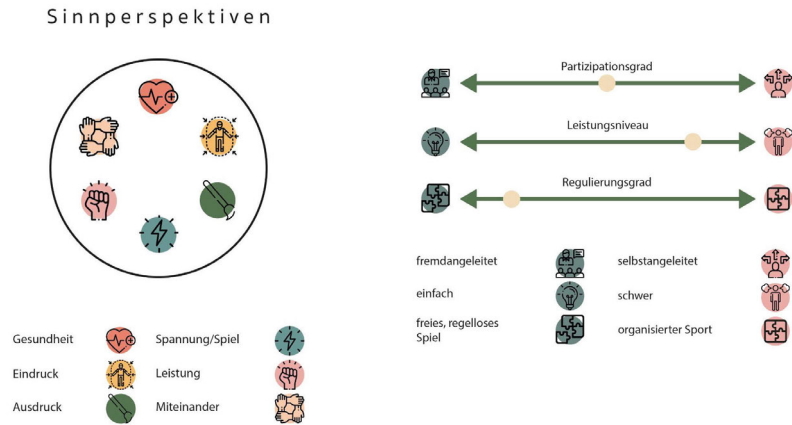 Sinnperspektiven
Partizipationsgrad
Leistungsniveau
Regulierungsgrad
fremdangeleitet
selbstangeleitet
einfach
schwer
freies, regelloses
Spiel
organisierter Sport
Gesundheit
Spannung/Spiel
Eindruck
Leistung
Ausdruck
Miteinander